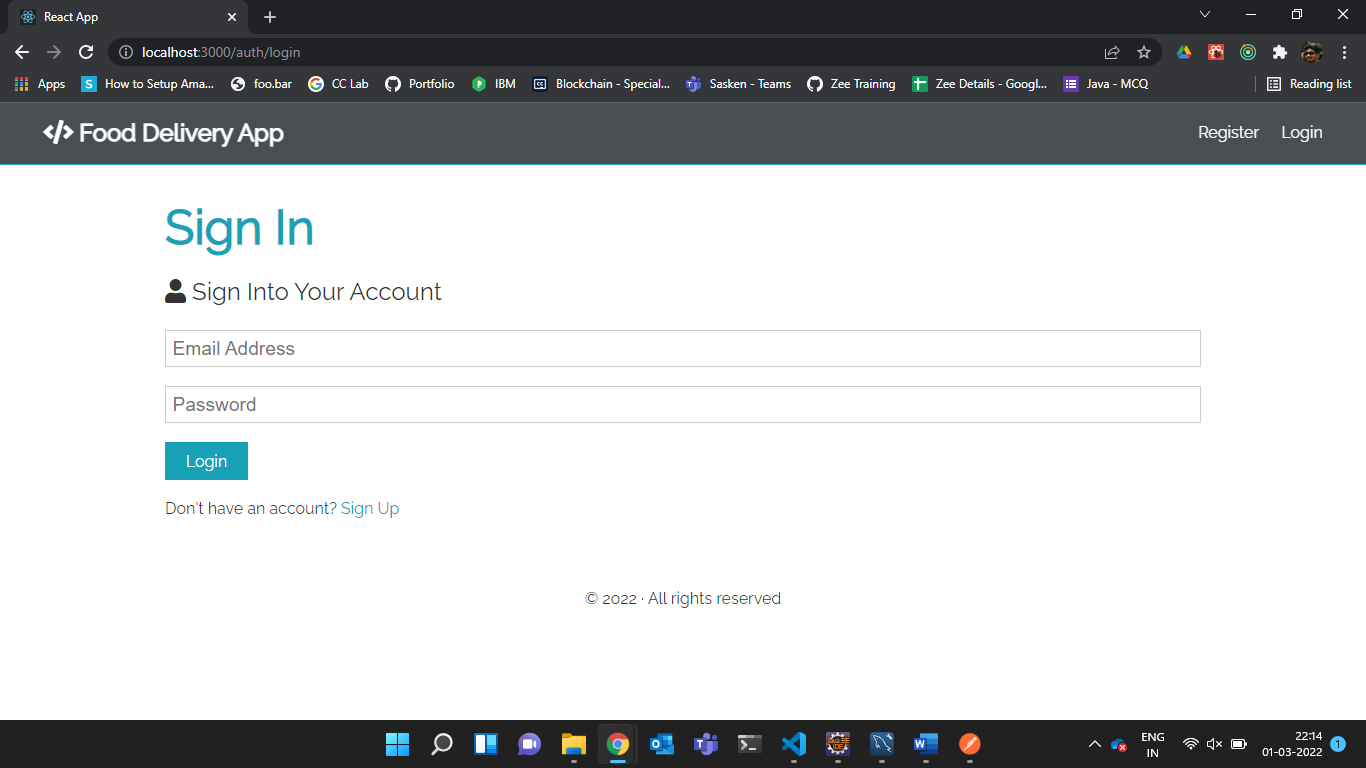 React App
localhost:3000/auth/login
Apps
S How to Setup Ama...
foo.bar
CC Lab
Portfolio
IBM
Blockchain - Special...
Sasken - Teams
Zee Training
Zee Details - Googl...
Java - MCQ
Reading list
</> Food Delivery App
Register
Login
Sign In
Sign Into Your Account
Email Address
Password
Login
Don't have an account? Sign Up
© 2022 · All rights reserved
ENG
IN
22:14
01-03-2022
1